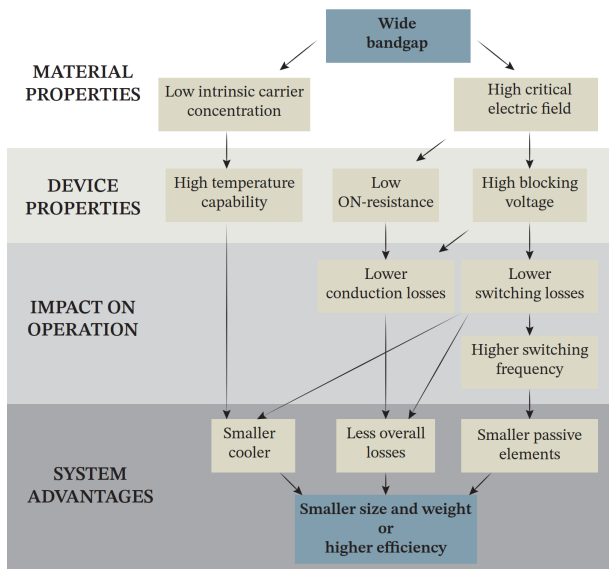 Wide
bandgap
MATERIAL
PROPERTIES
Low intrinsic carrier
concentration
High critical
electric field
DEVICE
PROPERTIES
High temperature
capability
Low
ON-resistance
High blocking
voltage
IMPACT ON
OPERATION
Lower
conduction losses
Lower
switching losses
Higher switching
frequency
SYSTEM
ADVANTAGES
Smaller
cooler
Less overall
losses
Smaller passive
elements
Smaller size and weight
or
higher efficiency